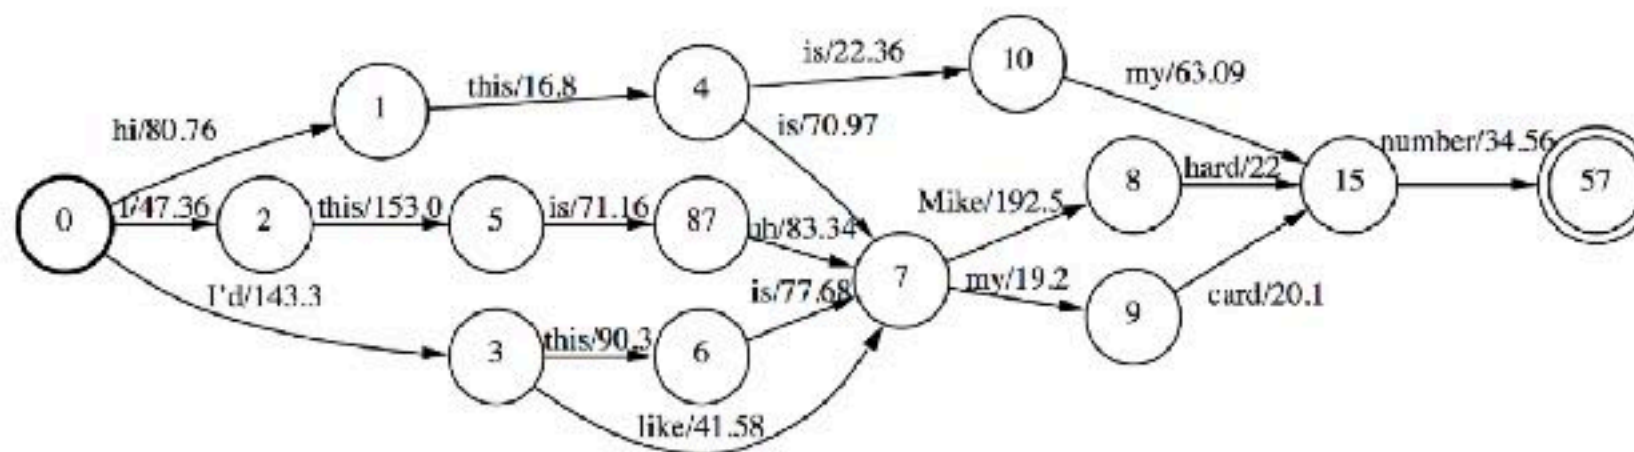 is/22.36
10
my/63.09
this/16.8
4
1
hi/80.76
is/70.97
number/34.56
8
hard/22
15
57
Mike/192.5
0
I/47.36
2
this/153.0
5
is/71.16
87
uh/83.34
7
my/19.2
is/77.68
9
card/20.1
I'd/143.3
3
this/90.3
6
like/41.58